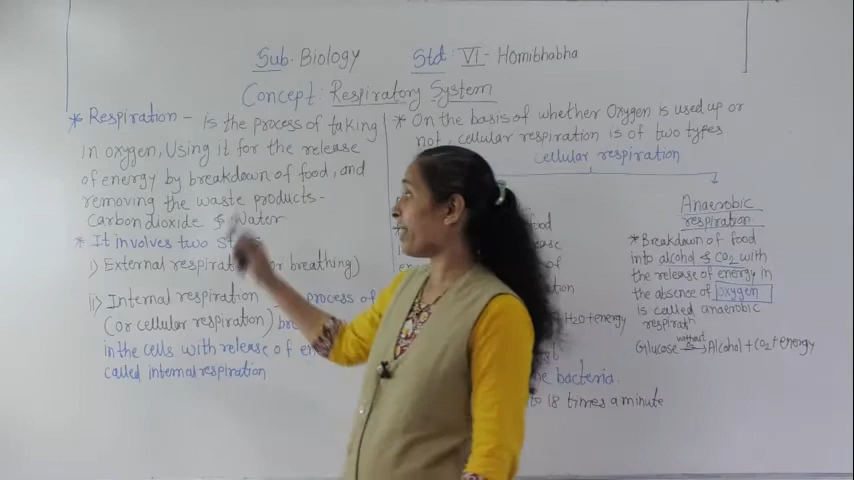 Sub. Biology Std VI - Homibhabha
Concept: Respiratory System
* Respiration - is the process of taking
in oxygen, Using it for the release
of energy by breakdown of food, and
removing the waste products -
Carbondioxide & Water
* It involves two
i) External or breathing)
ii) Internal respiration process of
(or cellular respiration)
in the cells with release of
called internal respiration
* On the basis of whether Oxygen is used up or
not, cellular respiration is of two types
cellular respiration
food
of
H2O+energy
bacteria.
to 18 times a minute
Anaerobic
respiration
* Breakdown of food
into alcohol & CO2 with
the release of energy in
the absence of oxygen
is called anaerobic
respiratn
Glucose without O2 Alcohol + CO2 + energy